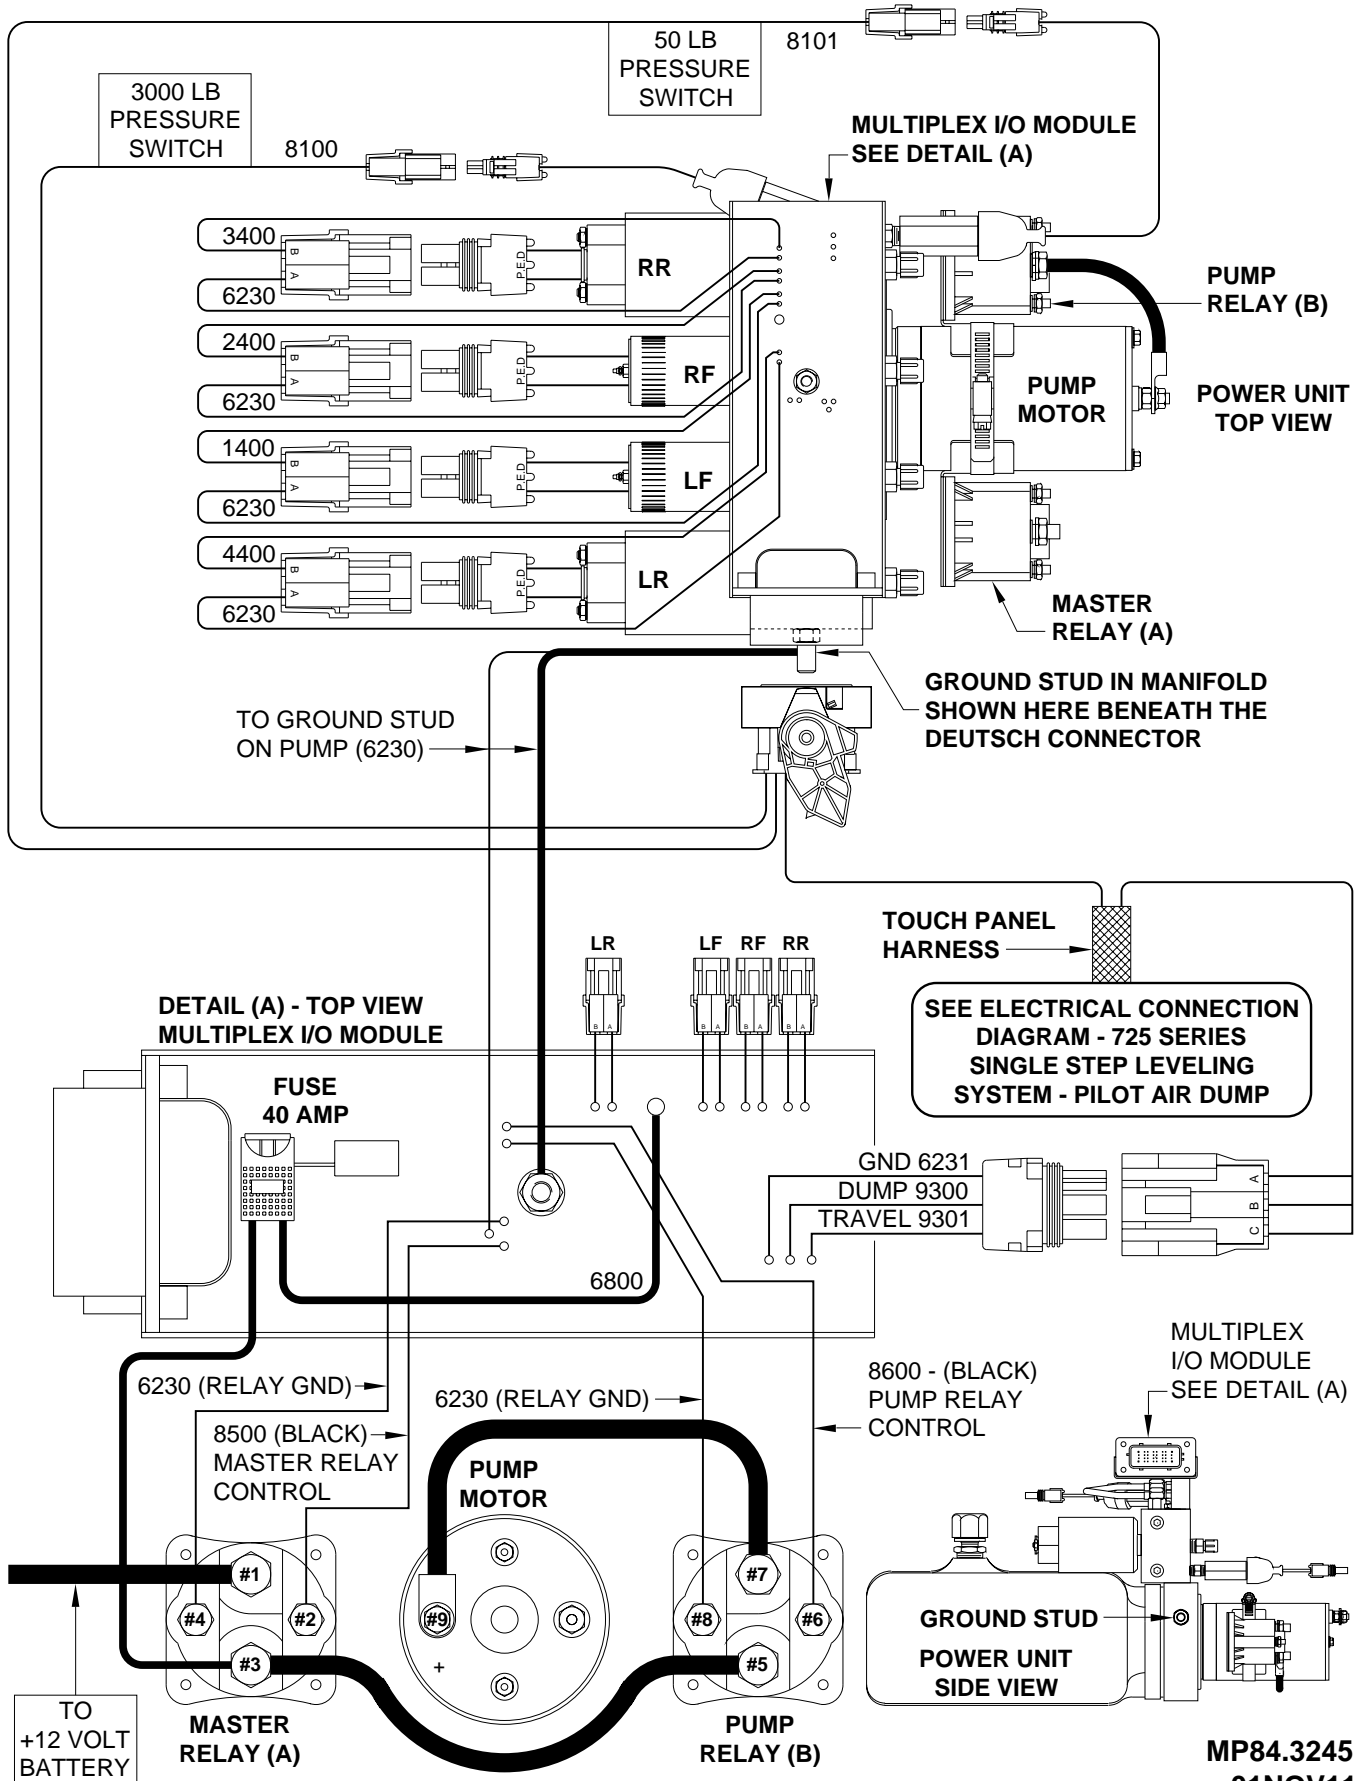 50 LB
PRESSURE
SWITCH
8101
3000 LB
PRESSURE
SWITCH
8100
MULTIPLEX I/O MODULE
SEE DETAIL (A)
3400
B
A
6230
P.E.D
RR
2400
B
A
6230
P.E.D
RF
1400
B
A
6230
P.E.D
LF
4400
B
A
6230
P.E.D
LR
PUMP
RELAY (B)
PUMP
MOTOR
POWER UNIT
TOP VIEW
MASTER
RELAY (A)
GROUND STUD IN MANIFOLD
SHOWN HERE BENEATH THE
DEUTSCH CONNECTOR
TO GROUND STUD
ON PUMP (6230)
TOUCH PANEL
HARNESS
SEE ELECTRICAL CONNECTION
DIAGRAM - 725 SERIES
SINGLE STEP LEVELING
SYSTEM - PILOT AIR DUMP
LR
LF
RF
RR
B A
B A
B A
B A
DETAIL (A) - TOP VIEW
MULTIPLEX I/O MODULE
FUSE
40 AMP
GND 6231
DUMP 9300
TRAVEL 9301
A
B
C
6800
6230 (RELAY GND)
8500 (BLACK)
MASTER RELAY
CONTROL
6230 (RELAY GND)
8600 - (BLACK)
PUMP RELAY
CONTROL
MULTIPLEX
I/O MODULE
SEE DETAIL (A)
PUMP
MOTOR
#1
#4
#2
#3
#9
+
#7
#8
#6
#5
GROUND STUD
POWER UNIT
SIDE VIEW
TO
+12 VOLT
BATTERY
MASTER
RELAY (A)
PUMP
RELAY (B)
MP84.3245
01NOV11